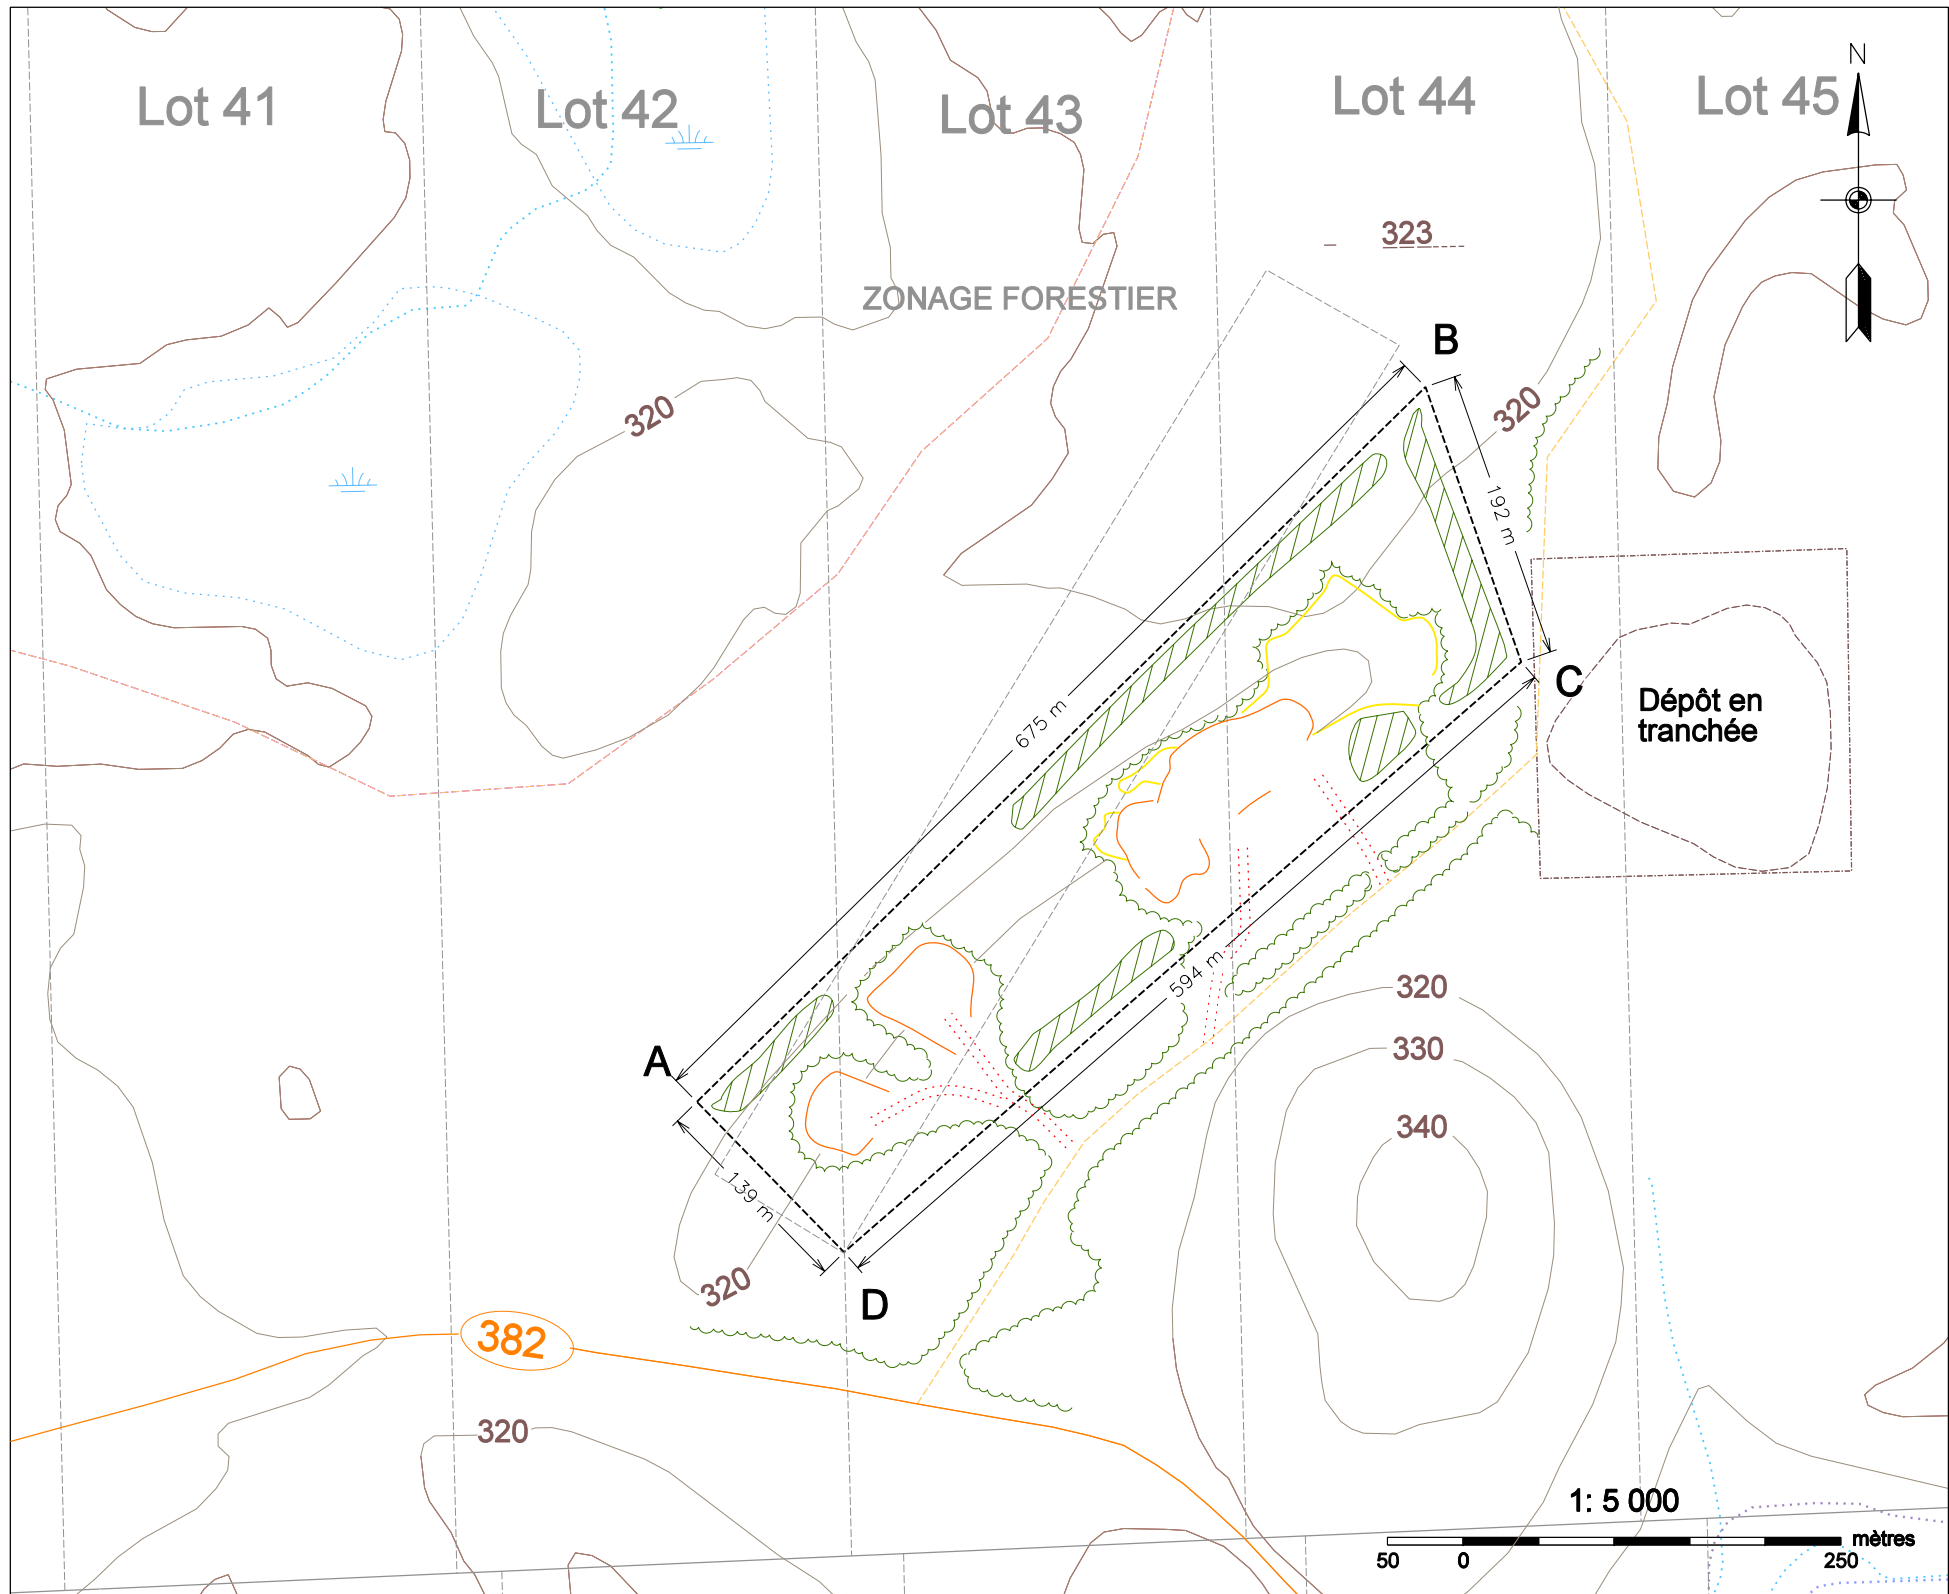 Lot 41
Lot 42
Lot 43
Lot 44
Lot 45
N
323
ZONAGE FORESTIER
B
320
320
192 m
C
Dépôt en
tranchée
675 m
594 m
320
330
340
A
139 m
320
D
382
320
1: 5 000
mètres
50 0 250